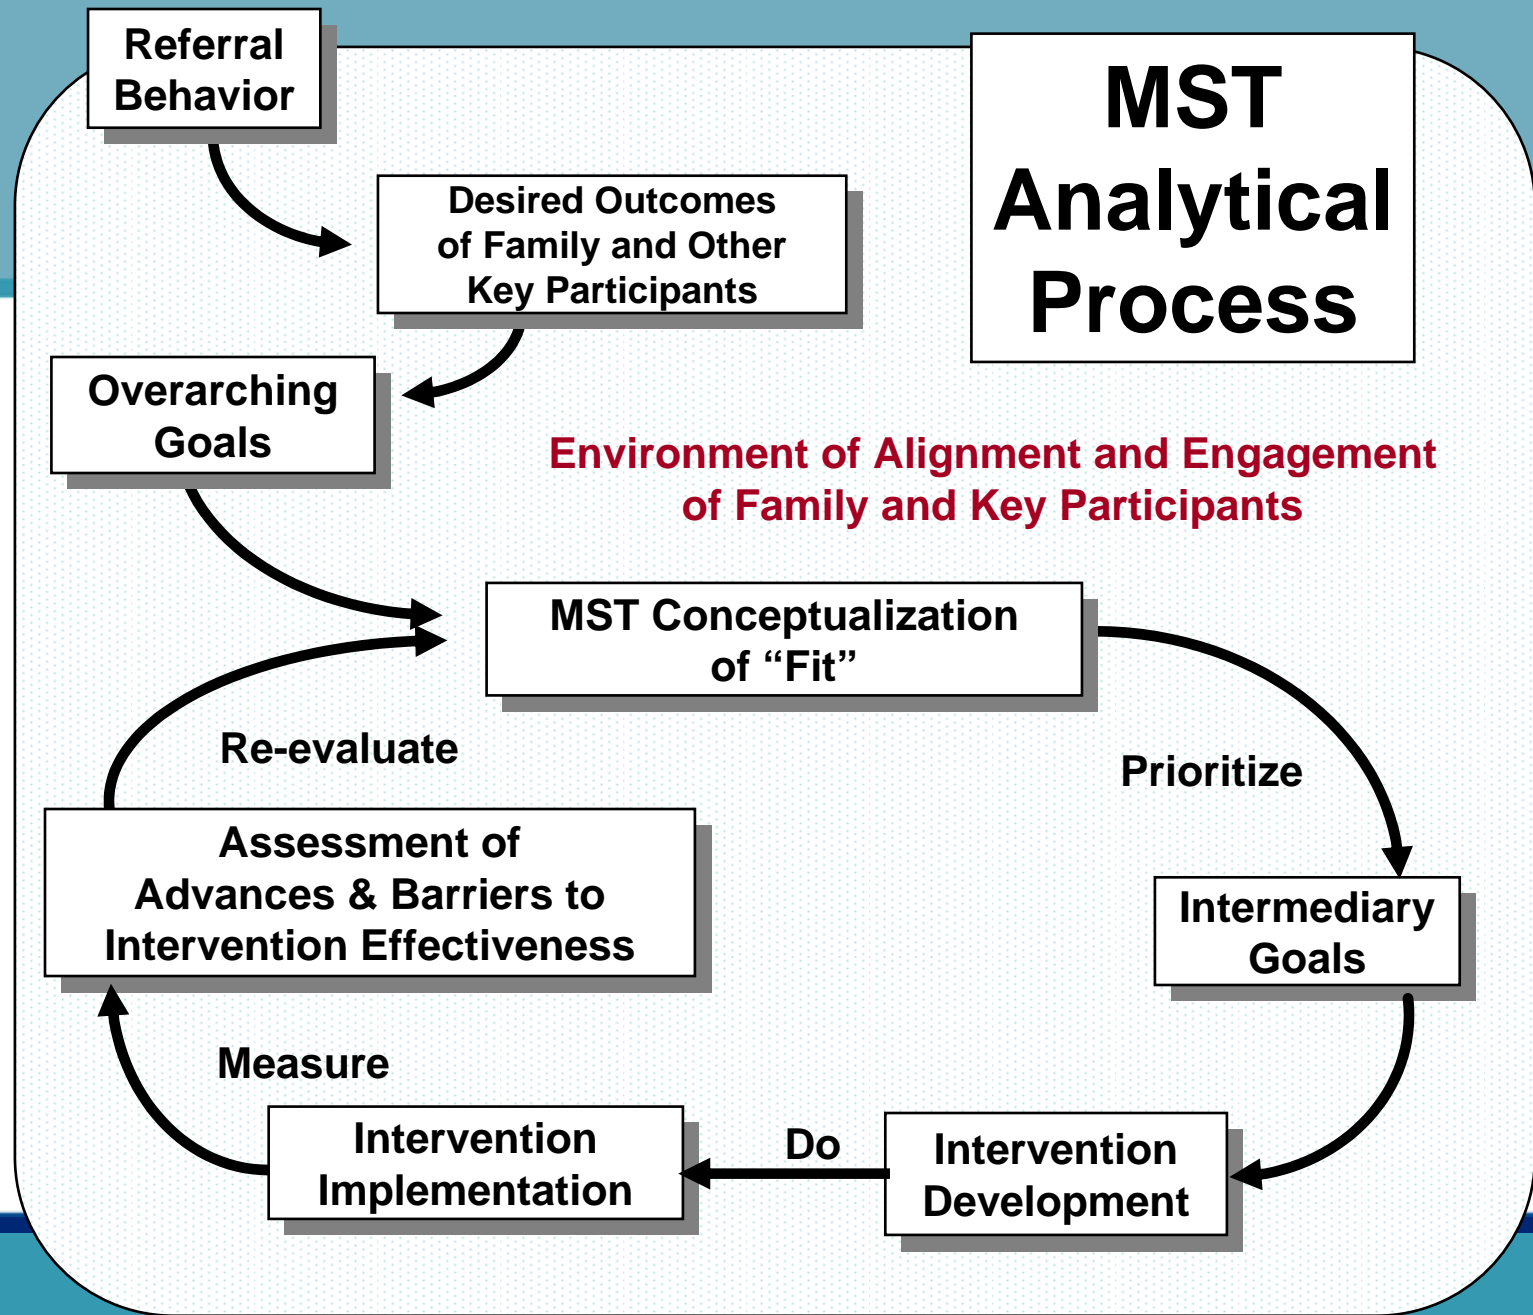 Referral
Behavior
MST
Analytical
Process
Desired Outcomes
of Family and Other
Key Participants
Overarching
Goals
Environment of Alignment and Engagement
of Family and Key Participants
MST Conceptualization
of “Fit”
Re-evaluate
Prioritize
Assessment of
Advances & Barriers to
Intervention Effectiveness
Intermediary
Goals
Measure
Intervention
Implementation
Do
Intervention
Development